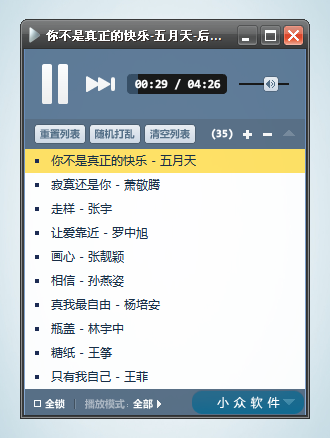 你不是真正的快乐-五月天-后...
00:29 / 04:26
重置列表 随机打乱 清空列表 (35)
你不是真正的快乐 - 五月天
寂寞还是你 - 萧敬腾
走样 - 张宇
让爱靠近 - 罗中旭
画心 - 张靓颖
相信 - 孙燕姿
真我最自由 - 杨培安
瓶盖 - 林宇中
糖纸 - 王筝
只有我自己 - 王菲
全锁 播放模式: 全部 小众软件